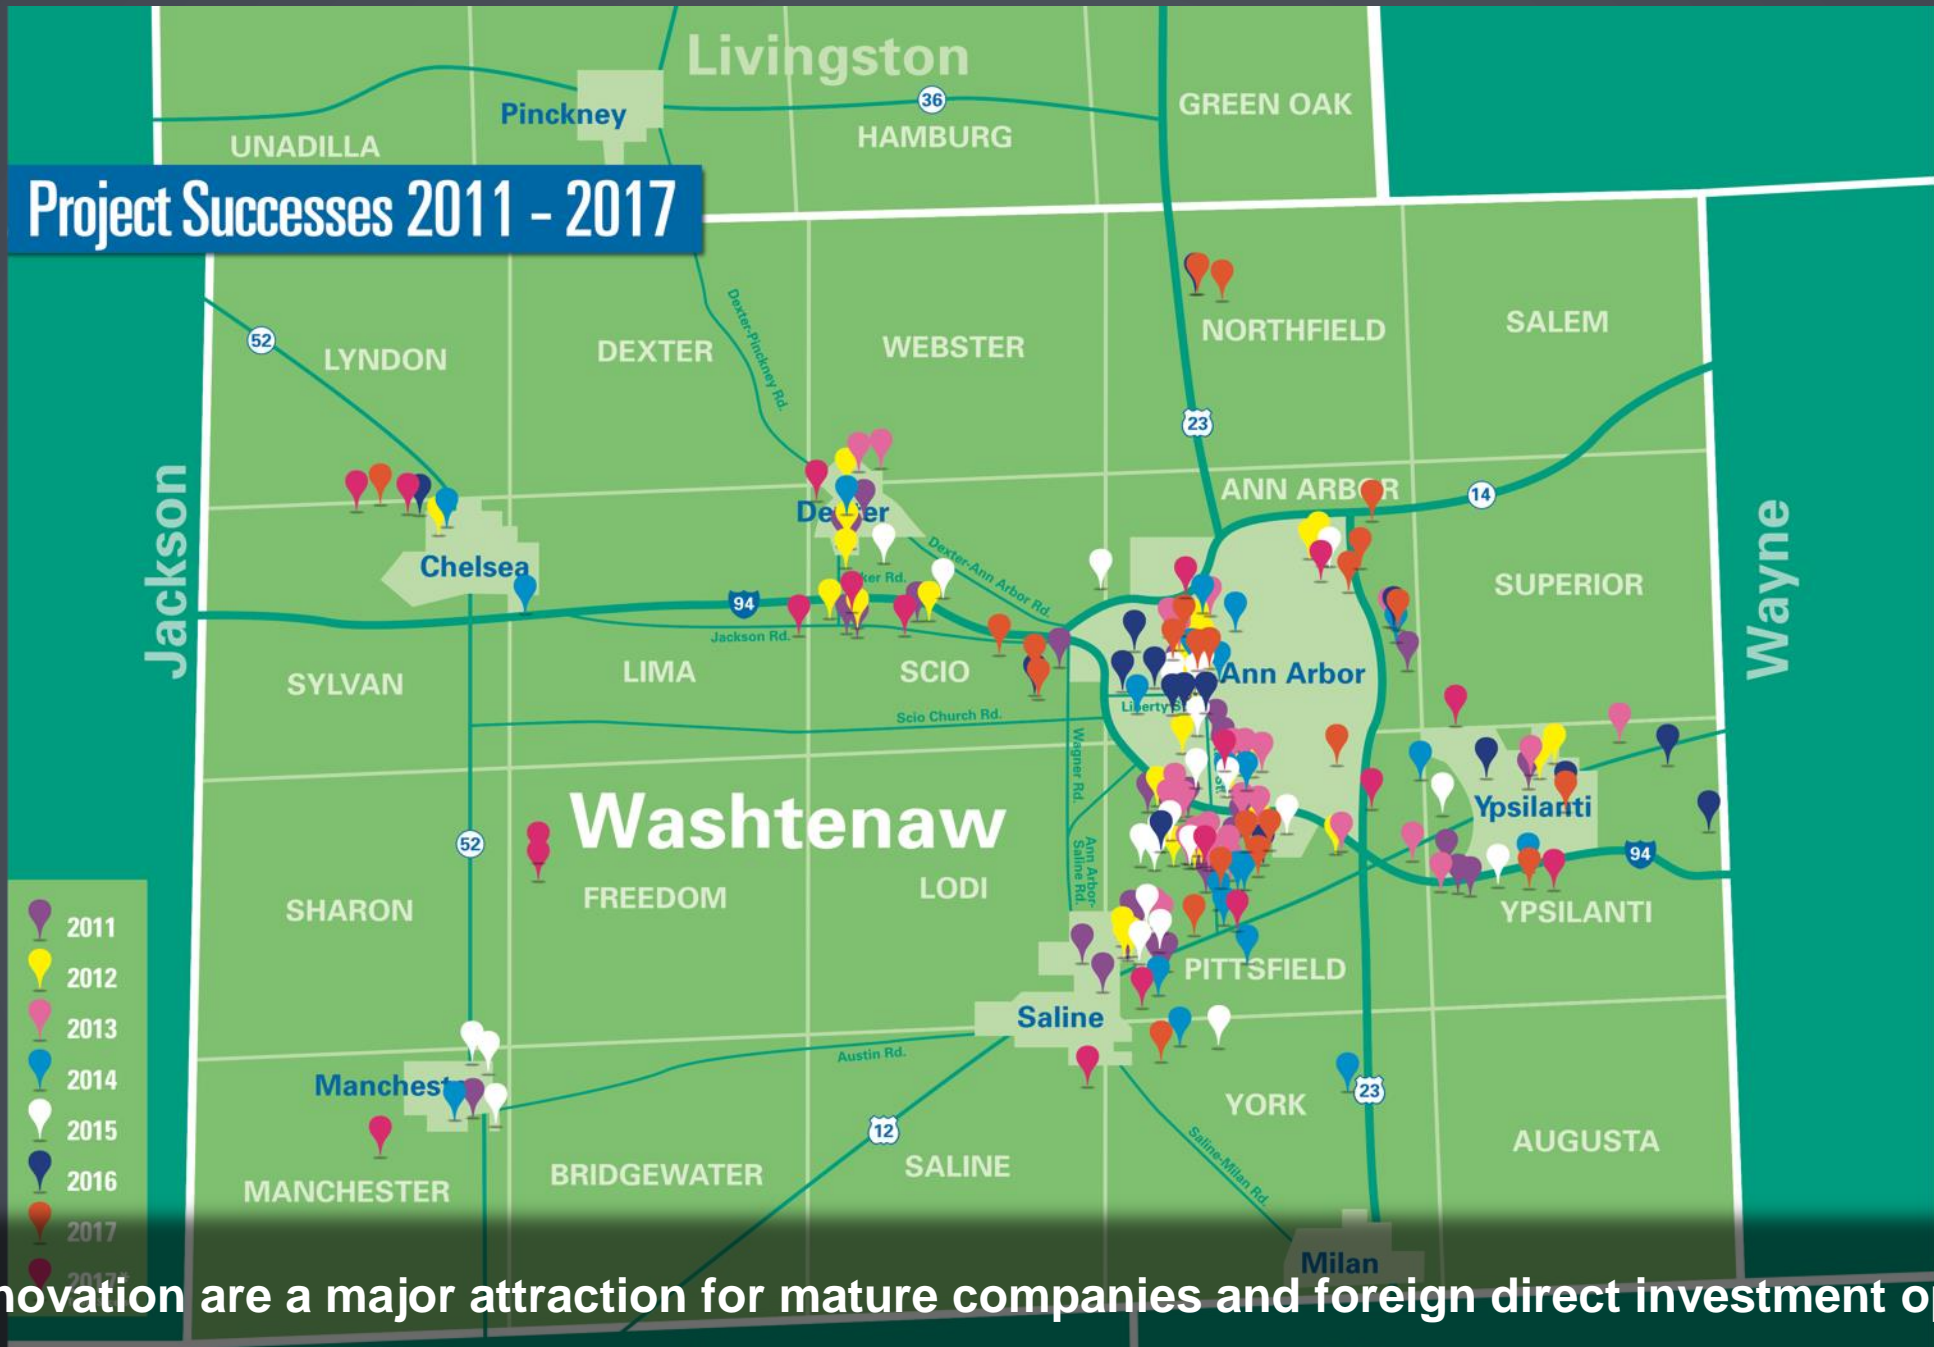 Livingston
36
Pinckney
GREEN OAK
UNADILLA
HAMBURG
Project Successes 2011 – 2017
52
LYNDON
DEXTER
Dexter-Pinckney Rd.
WEBSTER
NORTHFIELD
SALEM
23
Jackson
ANN ARBOR
14
Wayne
Chelsea
Dexter-Ann Arbor Rd.
SUPERIOR
94
Jackson Rd.
SYLVAN
LIMA
SCIO
Ann Arbor
Scio Church Rd.
Liberty
Wagner Rd.
Washtenaw
Ypsilanti
52
94
Ann Arbor-
Saline Rd.
SHARON
FREEDOM
LODI
YPSILANTI
2011
2012
2013
2014
2015
2016
2017
2017*
PITTSFIELD
Saline
Austin Rd.
23
YORK
12
Saline-Milan Rd.
AUGUSTA
MANCHESTER
BRIDGEWATER
SALINE
Milan
novation are a major attraction for mature companies and foreign direct investment op